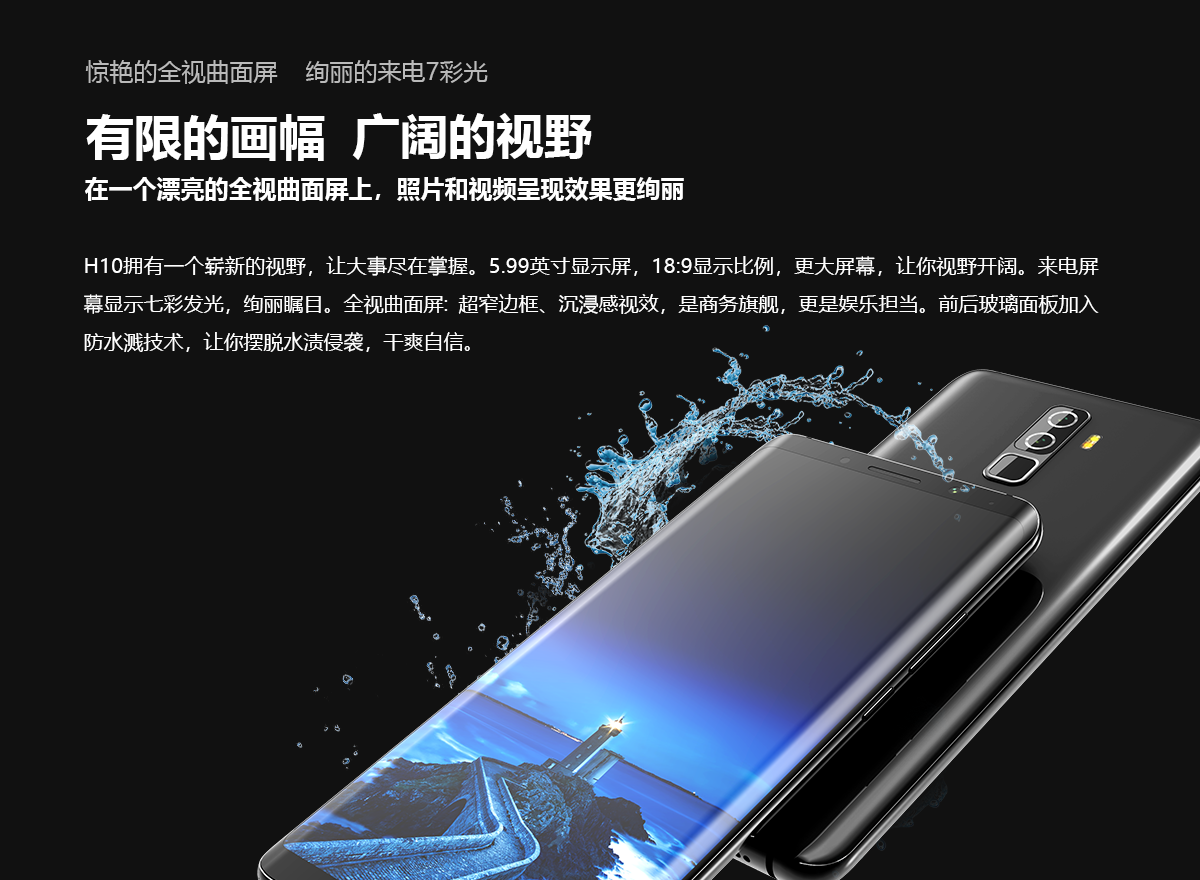 惊艳的全视曲面屏 绚丽的来电7彩光
有限的画幅 广阔的视野
在一个漂亮的全视曲面屏上，照片和视频呈现效果更绚丽
H10拥有一个崭新的视野，让大事尽在掌握。5.99英寸显示屏，18:9显示比例，更大屏幕，让你视野开阔。来电屏
幕显示七彩发光，绚丽瞩目。全视曲面屏: 超窄边框、沉浸感视效，是商务旗舰，更是娱乐担当。前后玻璃面板加入
防水溅技术，让你摆脱水渍侵袭，干爽自信。